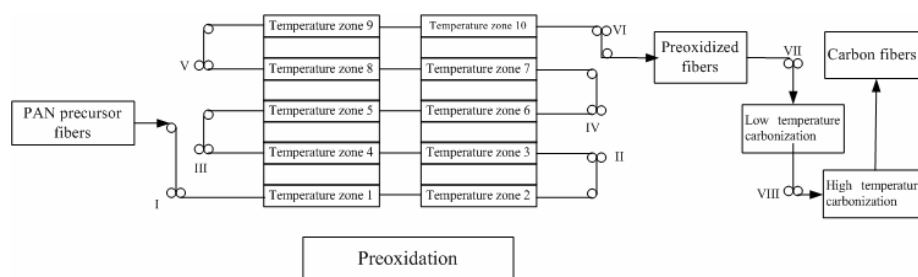 Temperature zone 9
Temperature zone 10
VI
V
Temperature zone 8
Temperature zone 7
Preoxidized
fibers
VII
Carbon fibers
PAN precursor
fibers
Temperature zone 5
Temperature zone 6
IV
Low temperature
carbonization
III
Temperature zone 4
Temperature zone 3
II
I
Temperature zone 1
Temperature zone 2
VIII
High temperature
carbonization
Preoxidation